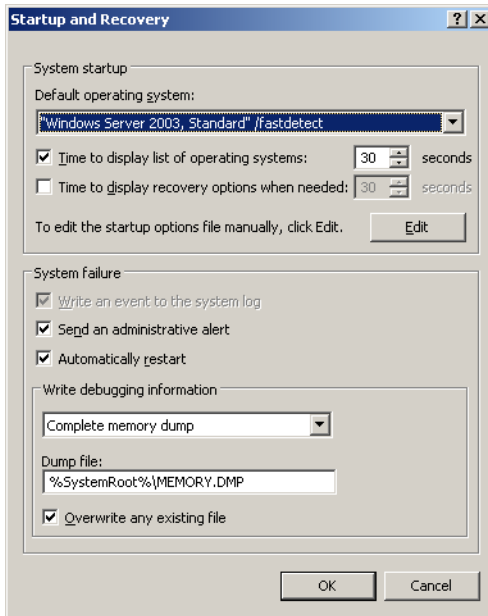 Startup and Recovery
System startup
Default operating system:
"Windows Server 2003, Standard" /fastdetect
Time to display list of operating systems: 30 seconds
Time to display recovery options when needed: 30 seconds
To edit the startup options file manually, click Edit. Edit
System failure
Write an event to the system log
Send an administrative alert
Automatically restart
Write debugging information
Complete memory dump
Dump file:
%SystemRoot%\MEMORY.DMP
Overwrite any existing file
OK Cancel